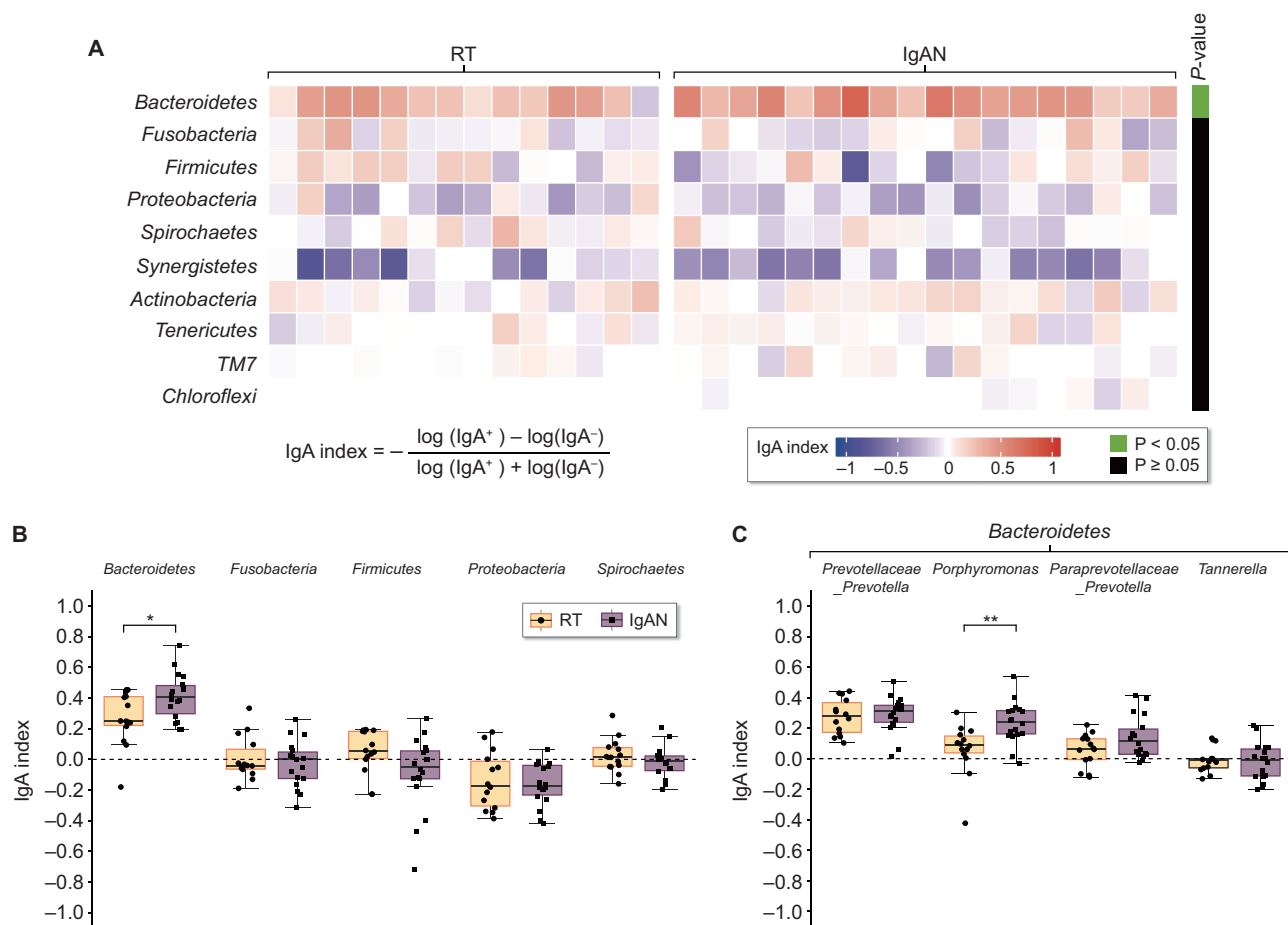 A
RT
IgAN
P-value
Bacteroidetes
Fusobacteria
Firmicutes
Proteobacteria
Spirochaetes
Synergistetes
Actinobacteria
Tenericutes
TM7
Chloroflexi
IgA index = – log (IgA⁺) – log(IgA⁻)
log (IgA⁺) + log(IgA⁻)
IgA index
–1 –0.5 0 0.5 1
P < 0.05
P ≥ 0.05
B
Bacteroidetes Fusobacteria Firmicutes Proteobacteria Spirochaetes
RT IgAN
*
IgA index
1.0
0.8
0.6
0.4
0.2
0.0
–0.2
–0.4
–0.6
–0.8
–1.0
C
Bacteroidetes
Prevotellaceae Porphyromonas Paraprevotellaceae Tannerella
_Prevotella _Prevotella
**
IgA index
1.0
0.8
0.6
0.4
0.2
0.0
–0.2
–0.4
–0.6
–0.8
–1.0